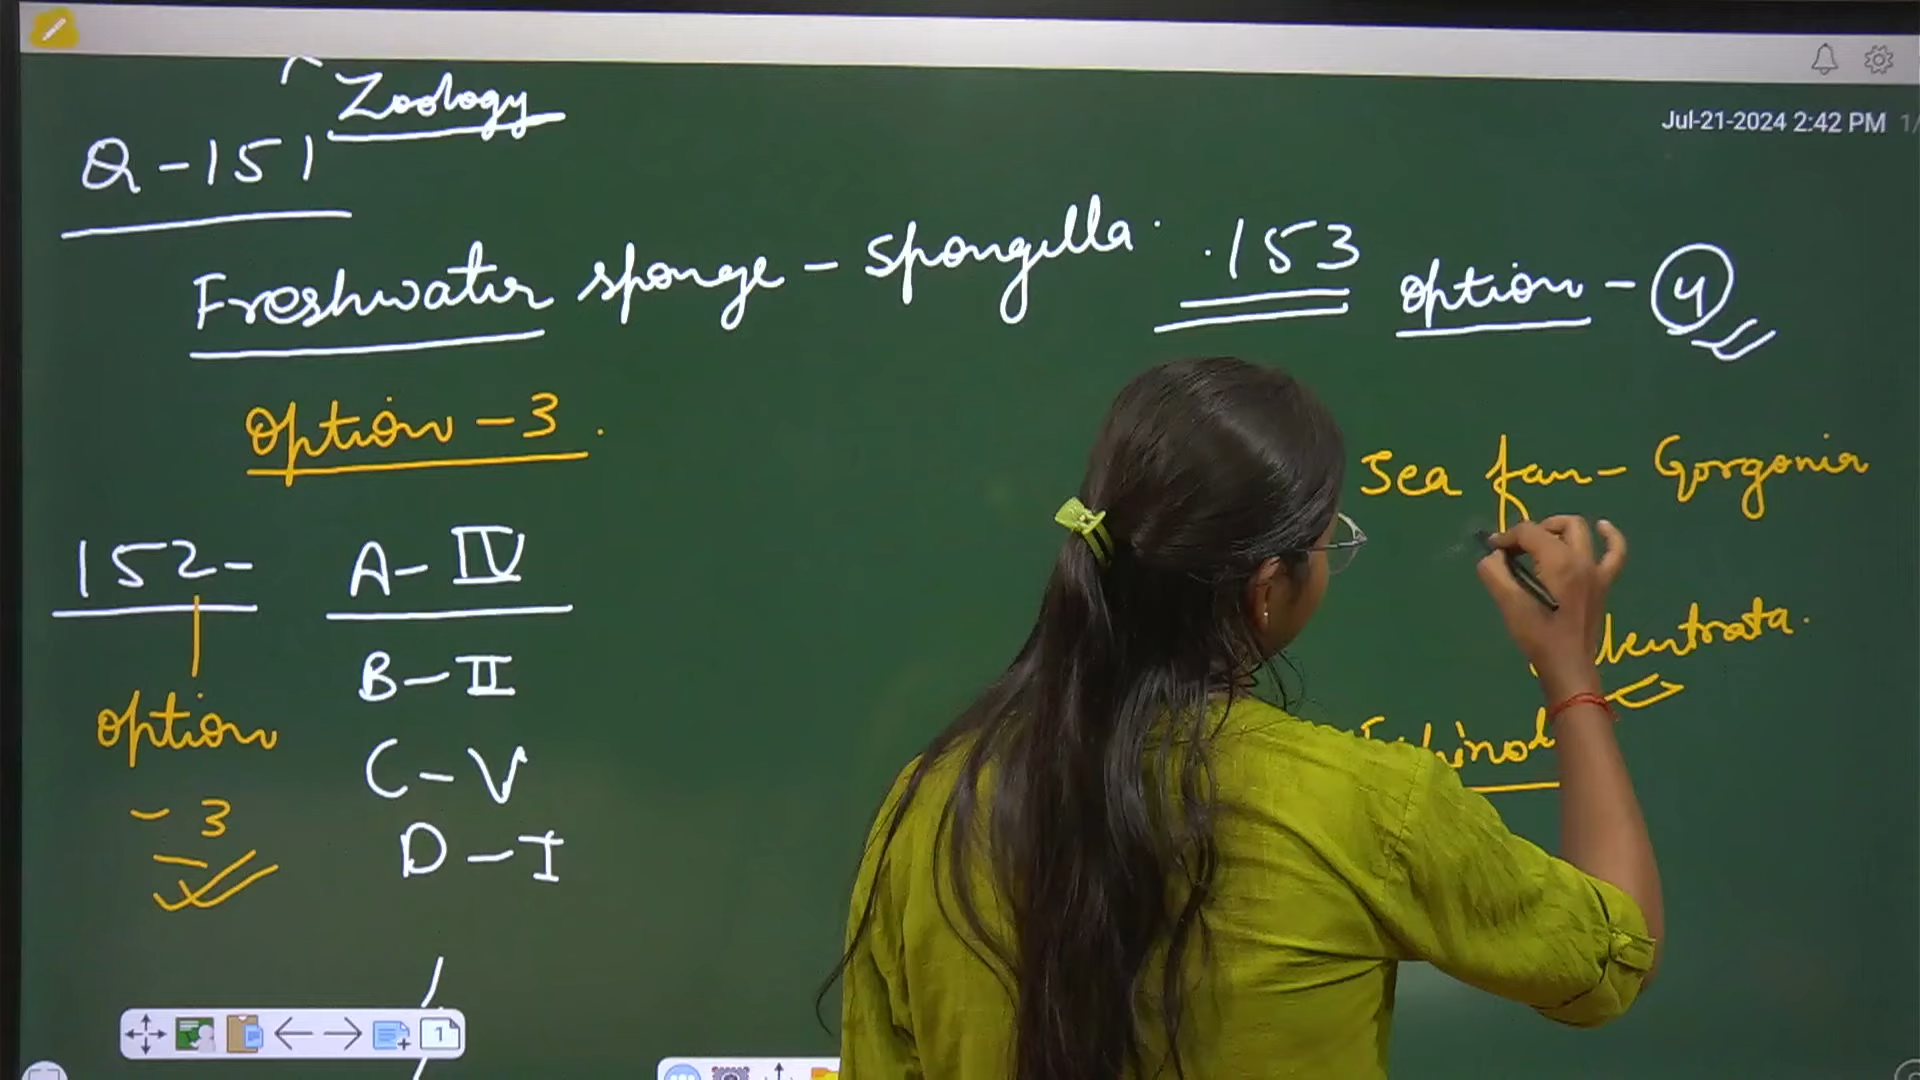 Zoology
Q-151
Jul-21-2024 2:42 PM
Freshwater sponge - spongilla.
.153 option - 4
option - 3.
Sea fan - Gorgonia
152-
option
- 3
A - IV
B - II
C - V
D - I
1